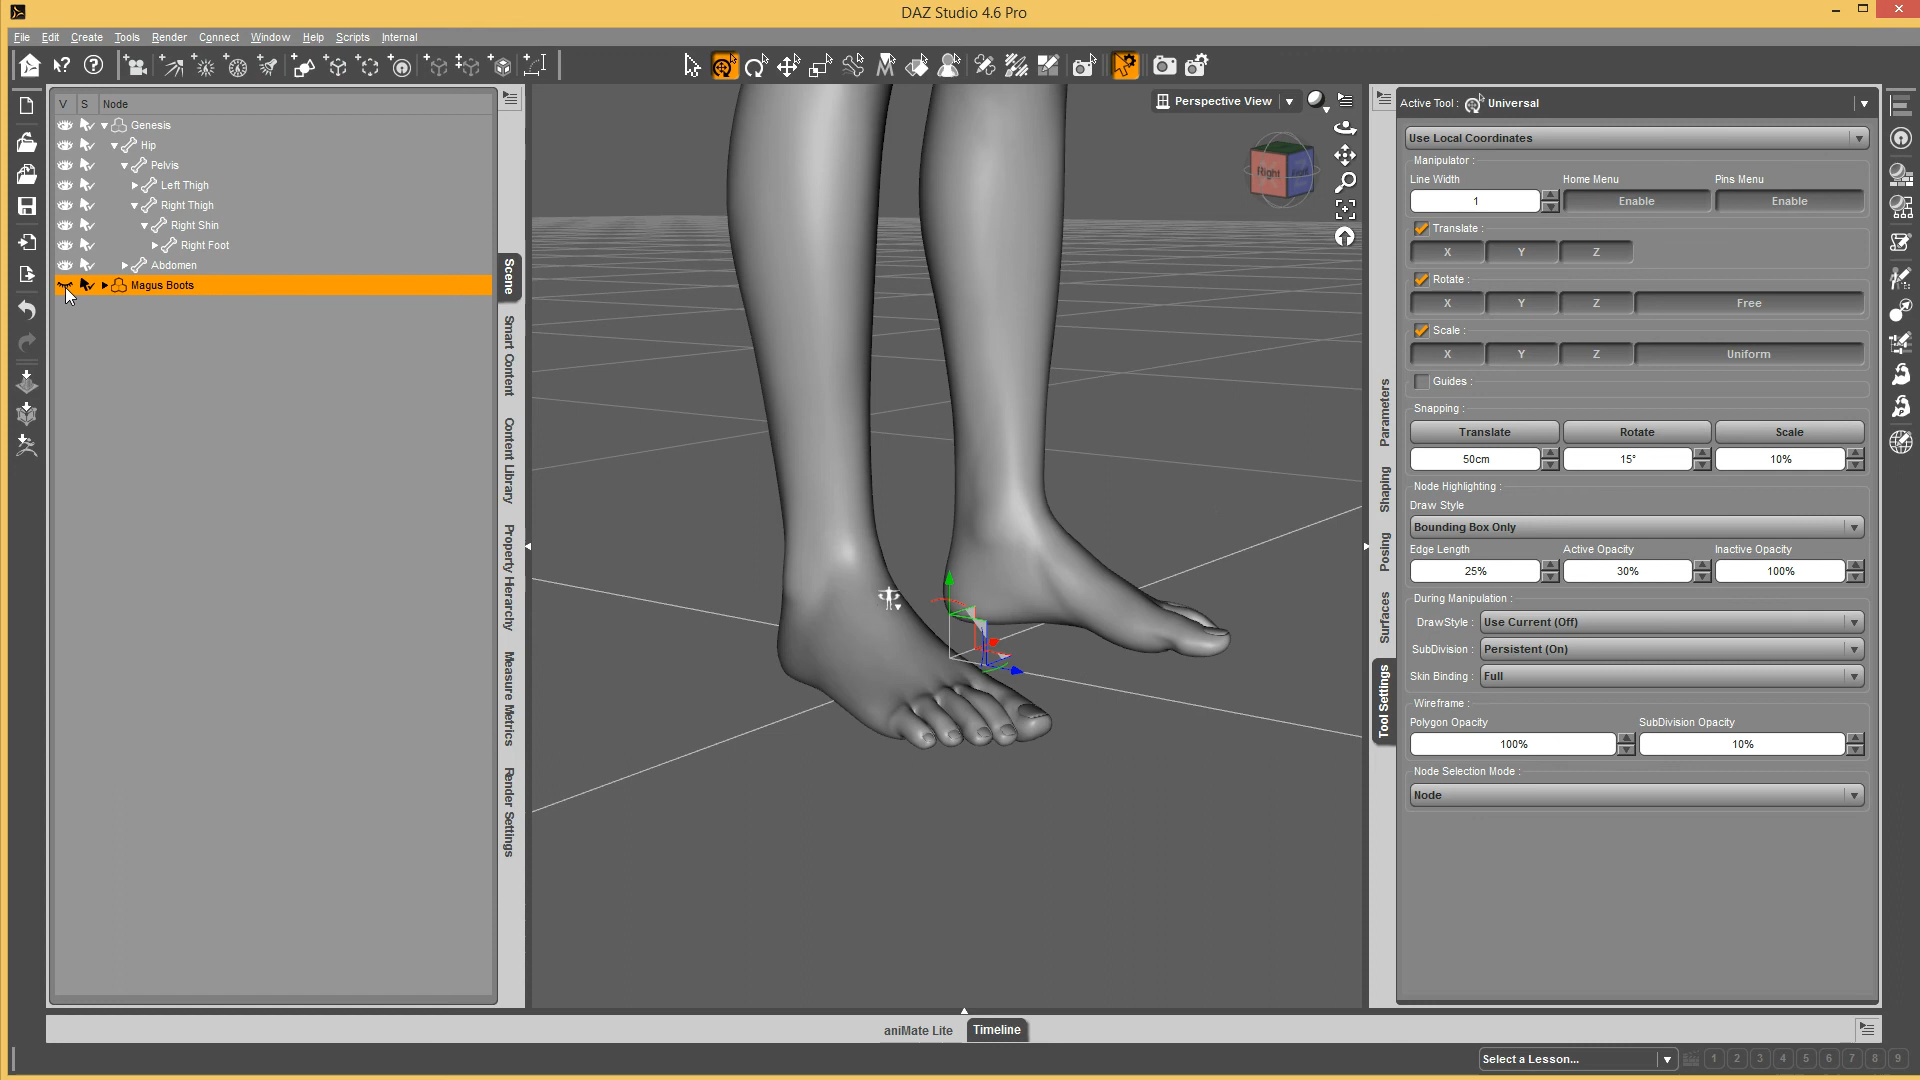 DAZ Studio 4.6 Pro
File Edit Create Tools Render Connect Window Help Scripts Internal
V S Node
Genesis
Hip
Pelvis
Left Thigh
Right Thigh
Right Shin
Right Foot
Abdomen
Magus Boots
Scene
Smart Content
Content Library
Property Hierarchy
Measure Metrics
Render Settings
Perspective View
Right
Parameters
Shaping
Posing
Surfaces
Tool Settings
Active Tool : Universal
Use Local Coordinates
Manipulator :
Line Width Home Menu Pins Menu
1 Enable Enable
Translate :
X Y Z
Rotate :
X Y Z Free
Scale :
X Y Z Uniform
Guides :
Snapping :
Translate Rotate Scale
50cm 15° 10%
Node Highlighting :
Draw Style
Bounding Box Only
Edge Length Active Opacity Inactive Opacity
25% 30% 100%
During Manipulation :
DrawStyle : Use Current (Off)
SubDivision : Persistent (On)
Skin Binding : Full
Wireframe :
Polygon Opacity SubDivision Opacity
100% 10%
Node Selection Mode :
Node
aniMate Lite Timeline
Select a Lesson... 1 2 3 4 5 6 7 8 9